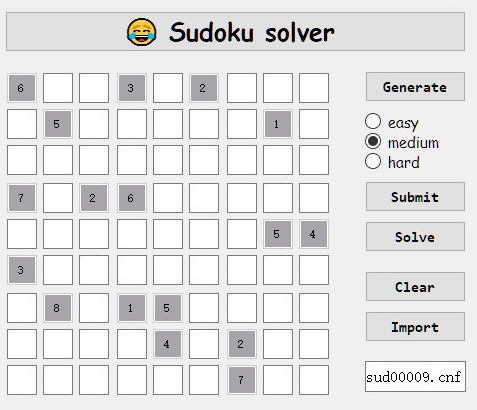 😂 Sudoku solver
6 3 2
5 1
7 2 6
5 4
3
8 1 5
4 2
7
Generate
easy
medium
hard
Submit
Solve
Clear
Import
sud00009.cnf